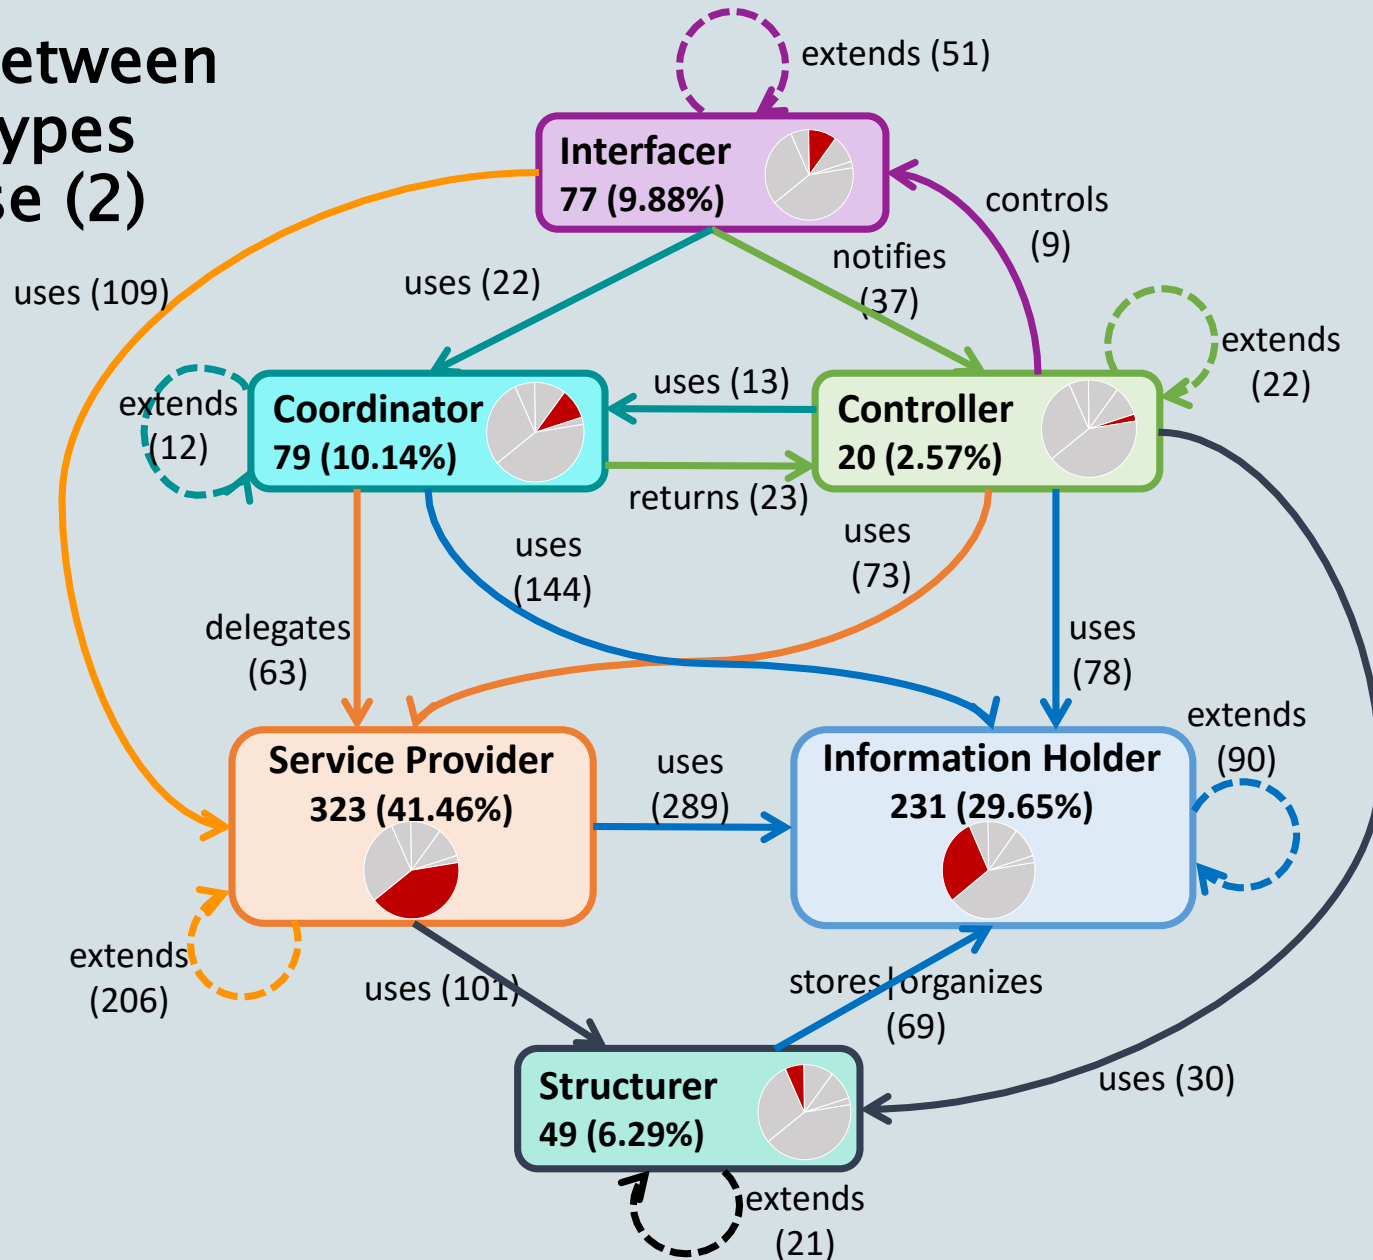 etween
ypes
se (2)
extends (51)
Interfacer
77 (9.88%)
controls
(9)
notifies
(37)
uses (22)
uses (109)
extends
(22)
extends
(12)
Coordinator
79 (10.14%)
uses (13)
returns (23)
Controller
20 (2.57%)
uses
(144)
uses
(73)
delegates
(63)
uses
(78)
Service Provider
323 (41.46%)
uses
(289)
Information Holder
231 (29.65%)
extends
(90)
extends
(206)
uses (101)
stores|organizes
(69)
uses (30)
Structurer
49 (6.29%)
extends
(21)